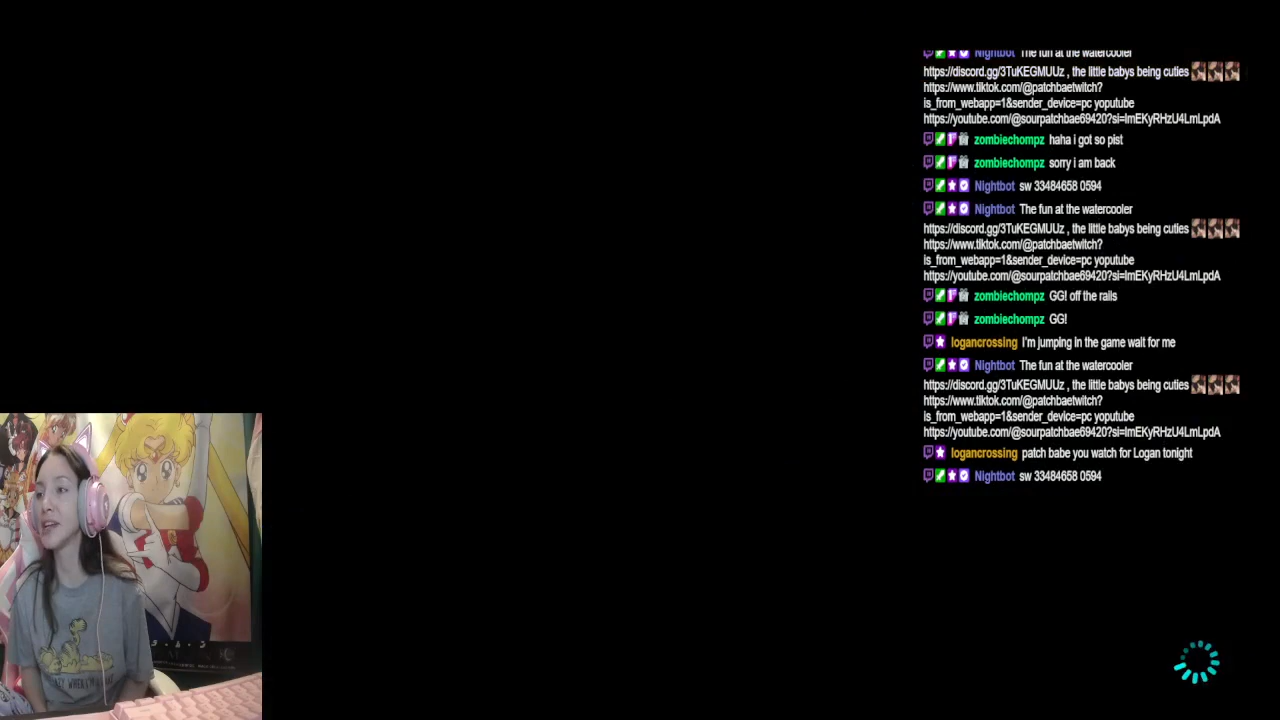 Nightbot The fun at the watercooler
https://discord.gg/3TuKEGMUUz , the little babys being cuties
https://www.tiktok.com/@patchbaetwitch?
is_from_webapp=1&sender_device=pc yoputube
https://youtube.com/@sourpatchbae69420?si=lmEKyRHzU4LmLpdA
zombiechompz haha i got so pist
zombiechompz sorry i am back
Nightbot sw 33484658 0594
Nightbot The fun at the watercooler
https://discord.gg/3TuKEGMUUz , the little babys being cuties
https://www.tiktok.com/@patchbaetwitch?
is_from_webapp=1&sender_device=pc yoputube
https://youtube.com/@sourpatchbae69420?si=lmEKyRHzU4LmLpdA
zombiechompz GG! off the rails
zombiechompz GG!
logancrossing I'm jumping in the game wait for me
Nightbot The fun at the watercooler
https://discord.gg/3TuKEGMUUz , the little babys being cuties
https://www.tiktok.com/@patchbaetwitch?
is_from_webapp=1&sender_device=pc yoputube
https://youtube.com/@sourpatchbae69420?si=lmEKyRHzU4LmLpdA
logancrossing patch babe you watch for Logan tonight
Nightbot sw 33484658 0594